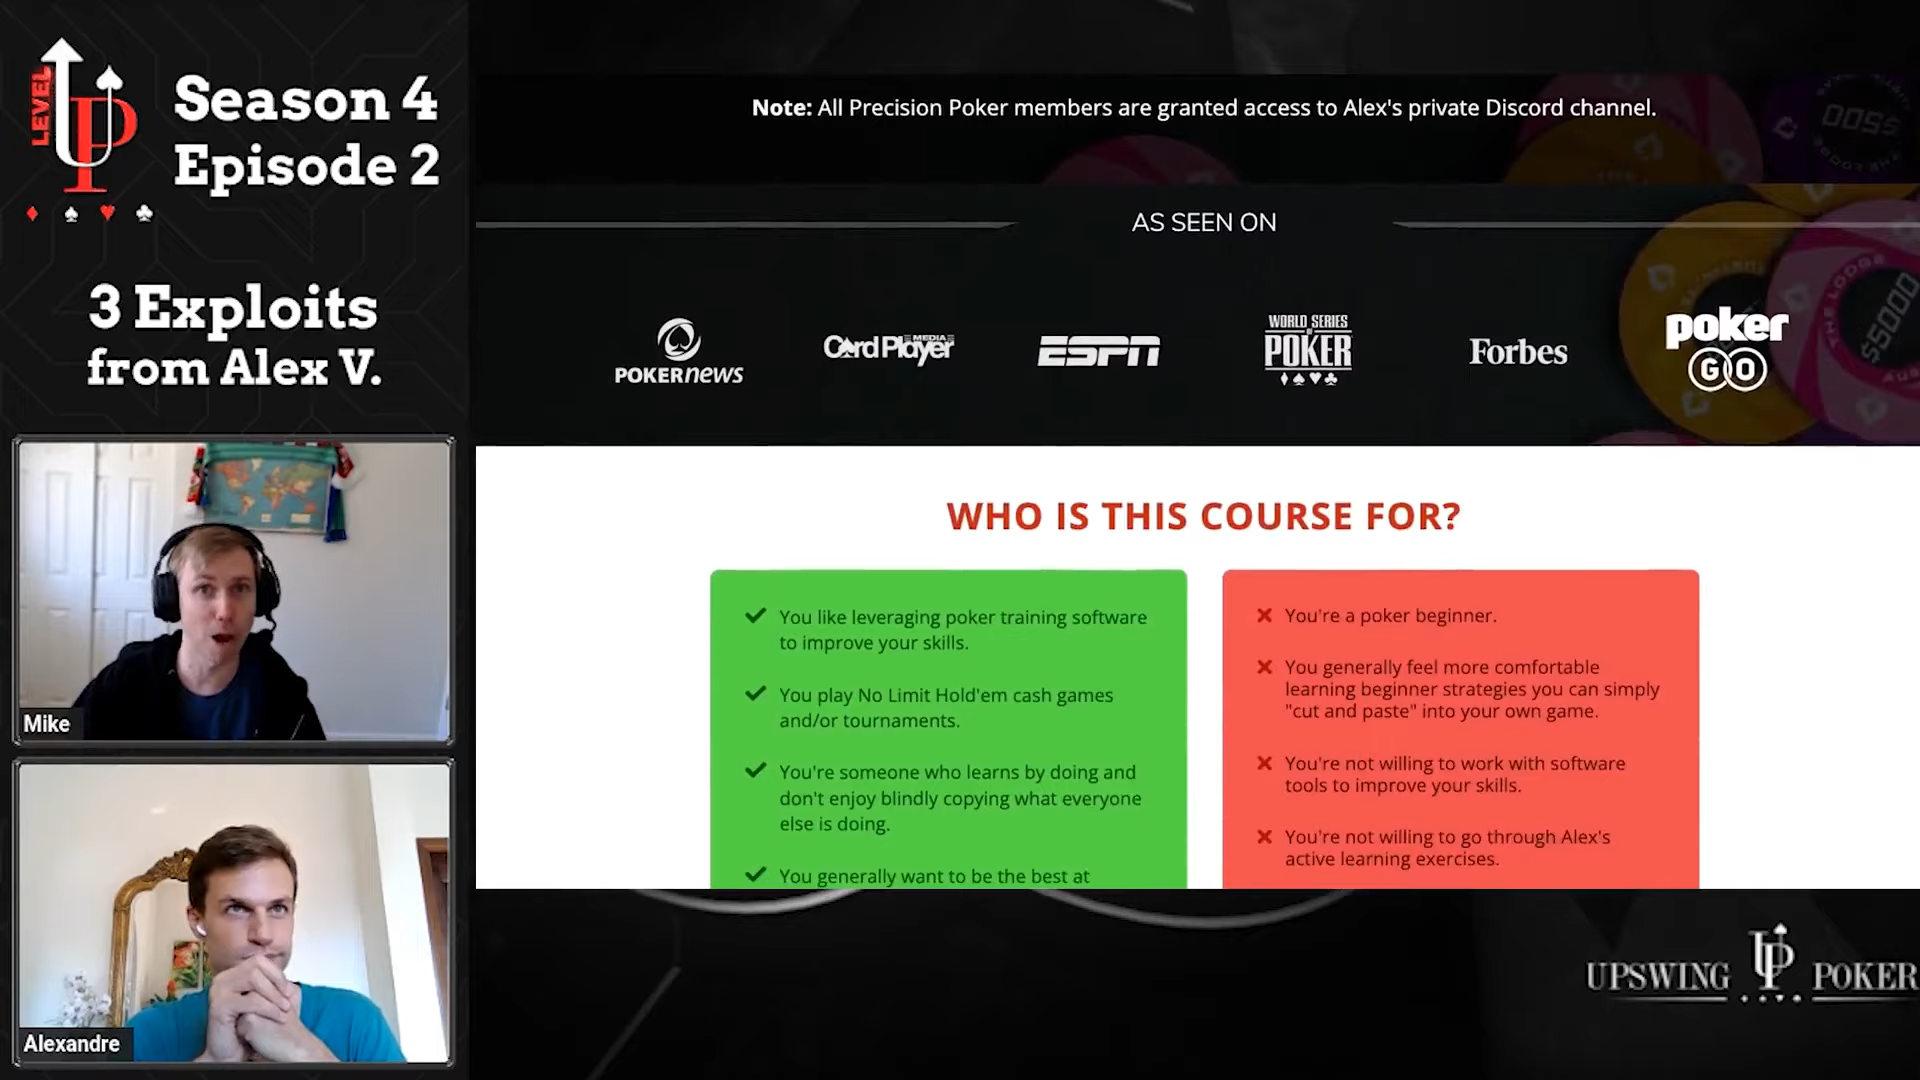 LEVEL
UP
Season 4
Episode 2
3 Exploits
from Alex V.
Mike
Alexandre
Note: All Precision Poker members are granted access to Alex's private Discord channel.
AS SEEN ON
POKERnews
CardPlayer
MEDIA
ESPN
WORLD SERIES
OF
POKER
Forbes
poker
GO
$5000
WHO IS THIS COURSE FOR?
You like leveraging poker training software
to improve your skills.
You play No Limit Hold'em cash games
and/or tournaments.
You're someone who learns by doing and
don't enjoy blindly copying what everyone
else is doing.
You generally want to be the best at
You're a poker beginner.
You generally feel more comfortable
learning beginner strategies you can simply
"cut and paste" into your own game.
You're not willing to work with software
tools to improve your skills.
You're not willing to go through Alex's
active learning exercises.
UPSWING UP POKER